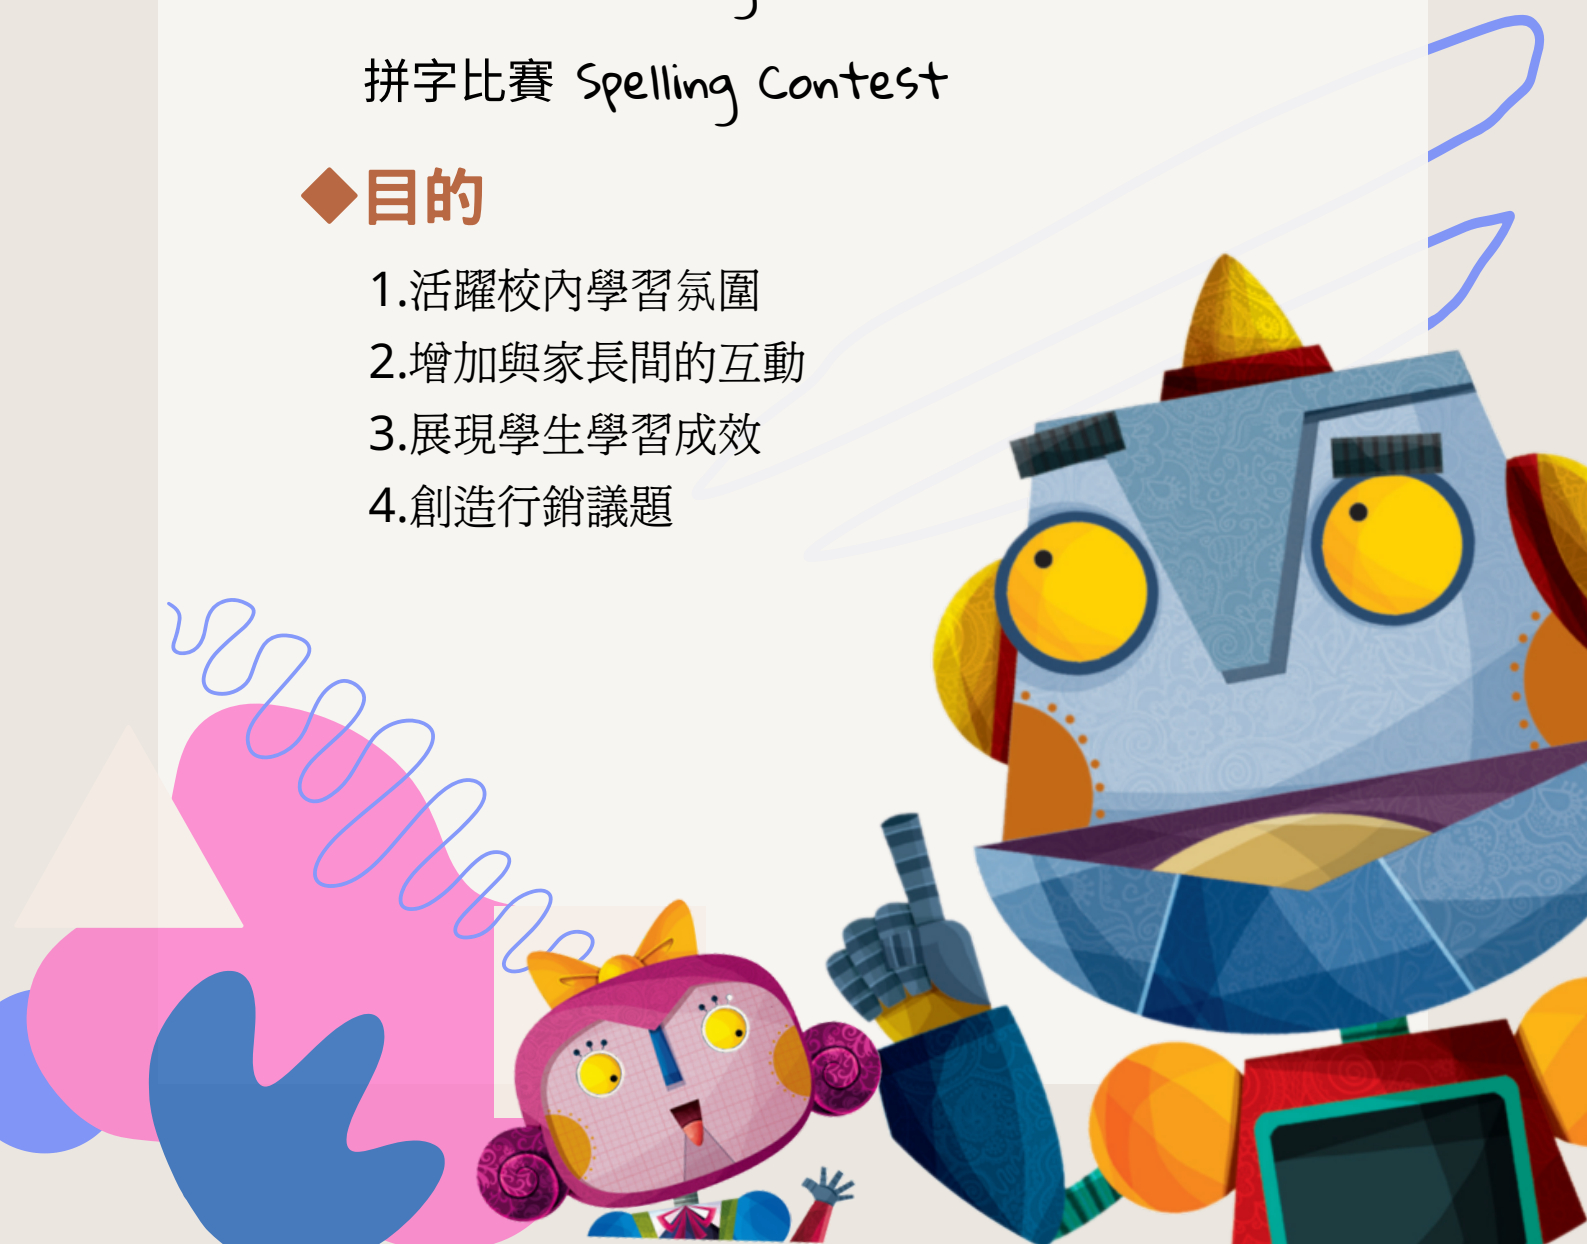 拼字比賽 Spelling Contest
◆目的
1.活躍校內學習氛圍
2.增加與家長間的互動
3.展現學生學習成效
4.創造行銷議題